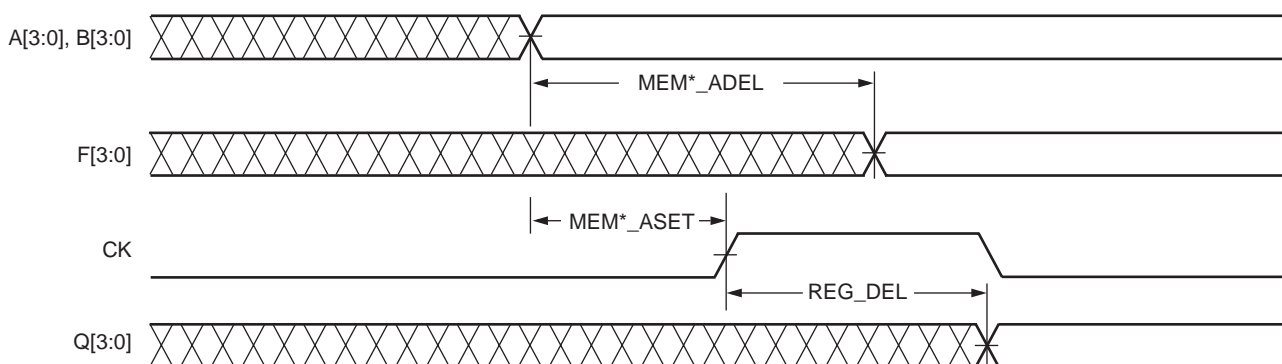 A[3:0], B[3:0]
MEM*_ADEL
F[3:0]
MEM*_ASET
CK
REG_DEL
Q[3:0]